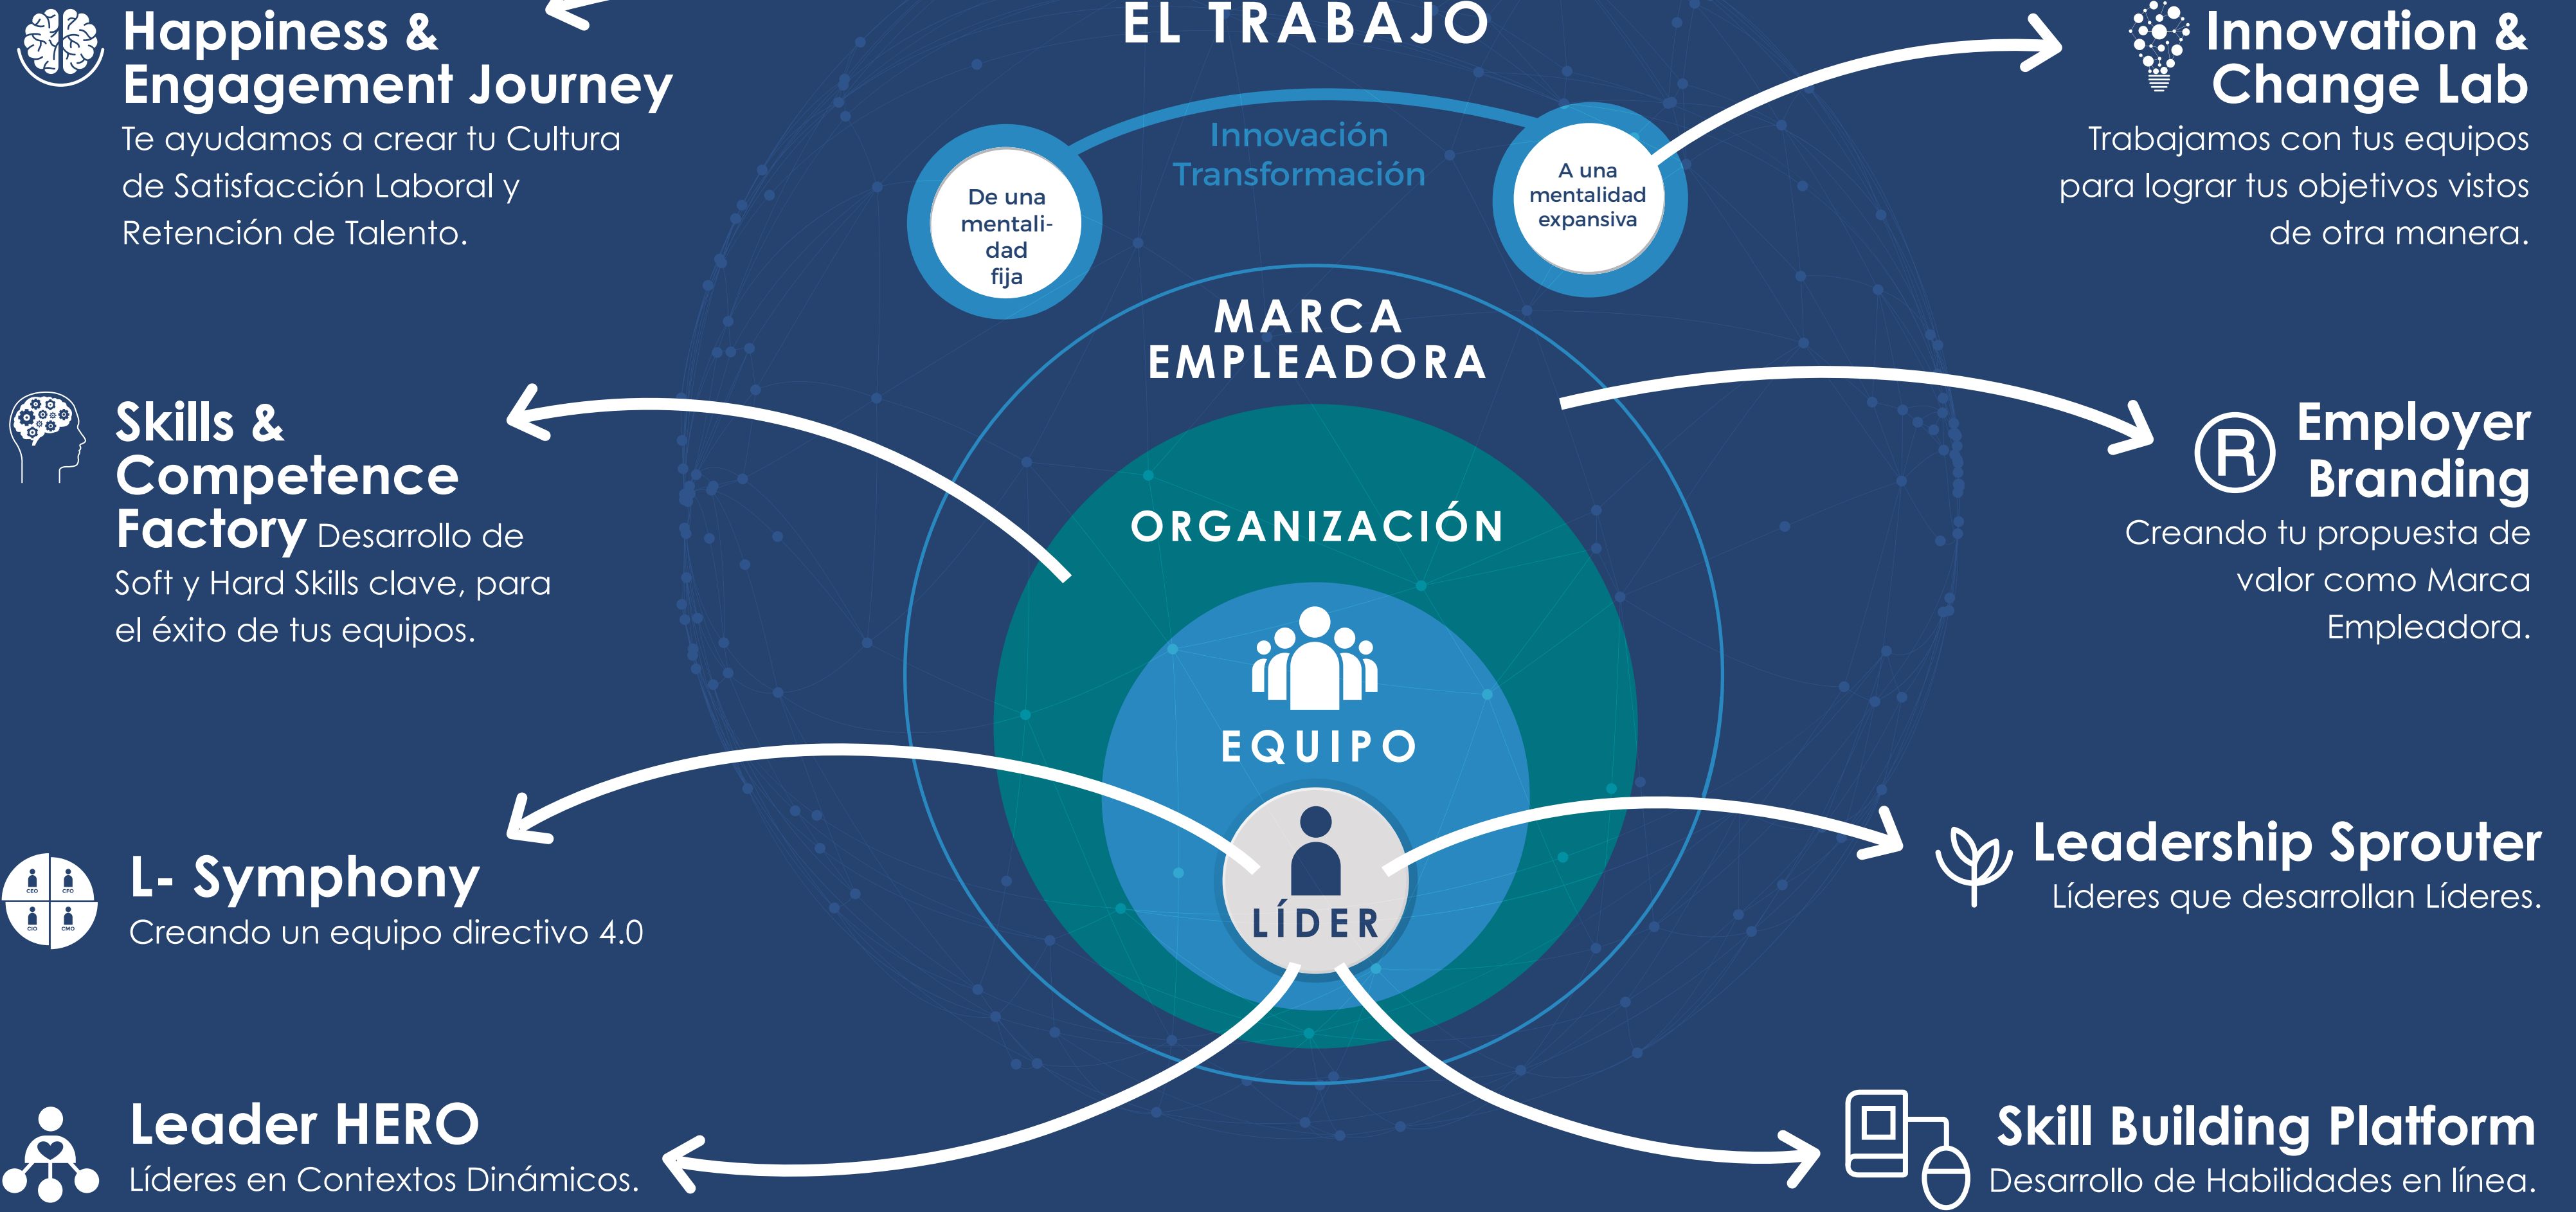 Happiness &
Engagement Journey
Te ayudamos a crear tu Cultura
de Satisfacción Laboral y
Retención de Talento.
EL TRABAJO
Innovación
Transformación
De una
mentali-
dad
fija
A una
mentalidad
expansiva
Innovation &
Change Lab
Trabajamos con tus equipos
para lograr tus objetivos vistos
de otra manera.
MARCA
EMPLEADORA
Skills &
Competence
Factory Desarrollo de
Soft y Hard Skills clave, para
el éxito de tus equipos.
ORGANIZACIÓN
R
Employer
Branding
Creando tu propuesta de
valor como Marca
Empleadora.
EQUIPO
LÍDER
CEO CFO
CIO CMO
L- Symphony
Creando un equipo directivo 4.0
Leadership Sprouter
Líderes que desarrollan Líderes.
Leader HERO
Líderes en Contextos Dinámicos.
Skill Building Platform
Desarrollo de Habilidades en línea.